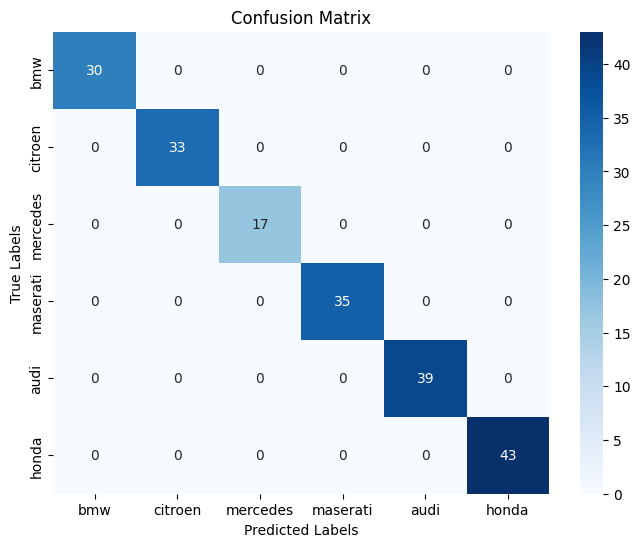 Confusion Matrix
True Labels
bmw 30 0 0 0 0 0
citroen 0 33 0 0 0 0
mercedes 0 0 17 0 0 0
maserati 0 0 0 35 0 0
audi 0 0 0 0 39 0
honda 0 0 0 0 0 43
bmw citroen mercedes maserati audi honda
Predicted Labels
40
35
30
25
20
15
10
5
0